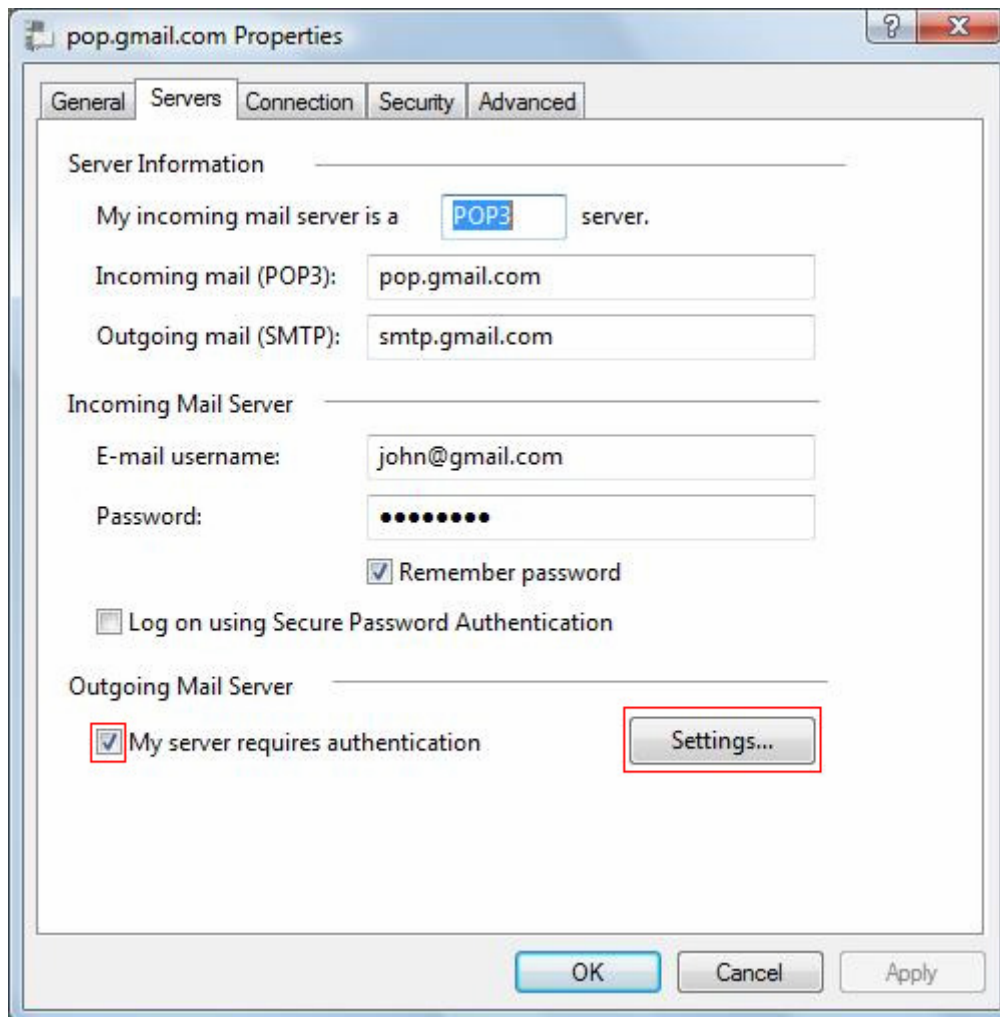 pop.gmail.com Properties
General Servers Connection Security Advanced
Server Information
My incoming mail server is a POP3 server.
Incoming mail (POP3): pop.gmail.com
Outgoing mail (SMTP): smtp.gmail.com
Incoming Mail Server
E-mail username: john@gmail.com
Password: ●●●●●●●●
Remember password
Log on using Secure Password Authentication
Outgoing Mail Server
My server requires authentication Settings...
OK Cancel Apply